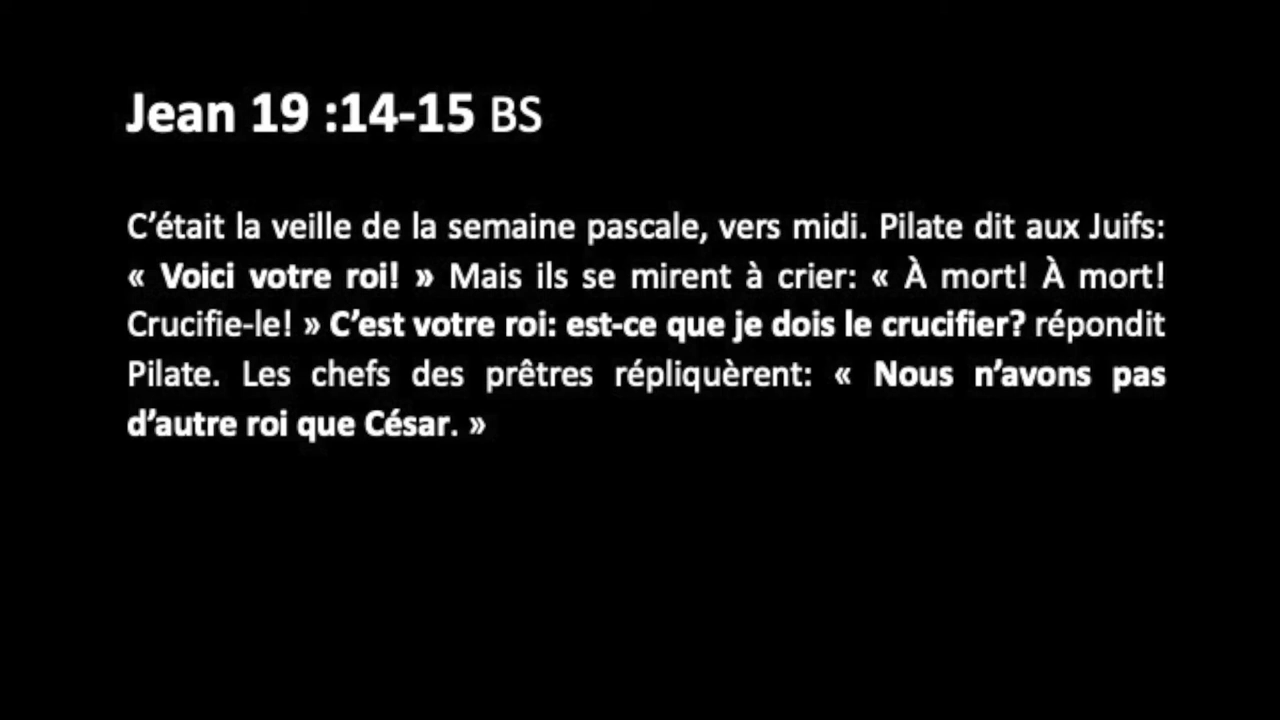 Jean 19 :14-15 BS
C’était la veille de la semaine pascale, vers midi. Pilate dit aux Juifs:
« Voici votre roi! » Mais ils se mirent à crier: « À mort! À mort!
Crucifie-le! » C’est votre roi: est-ce que je dois le crucifier? répondit
Pilate. Les chefs des prêtres répliquèrent: « Nous n’avons pas
d’autre roi que César. »